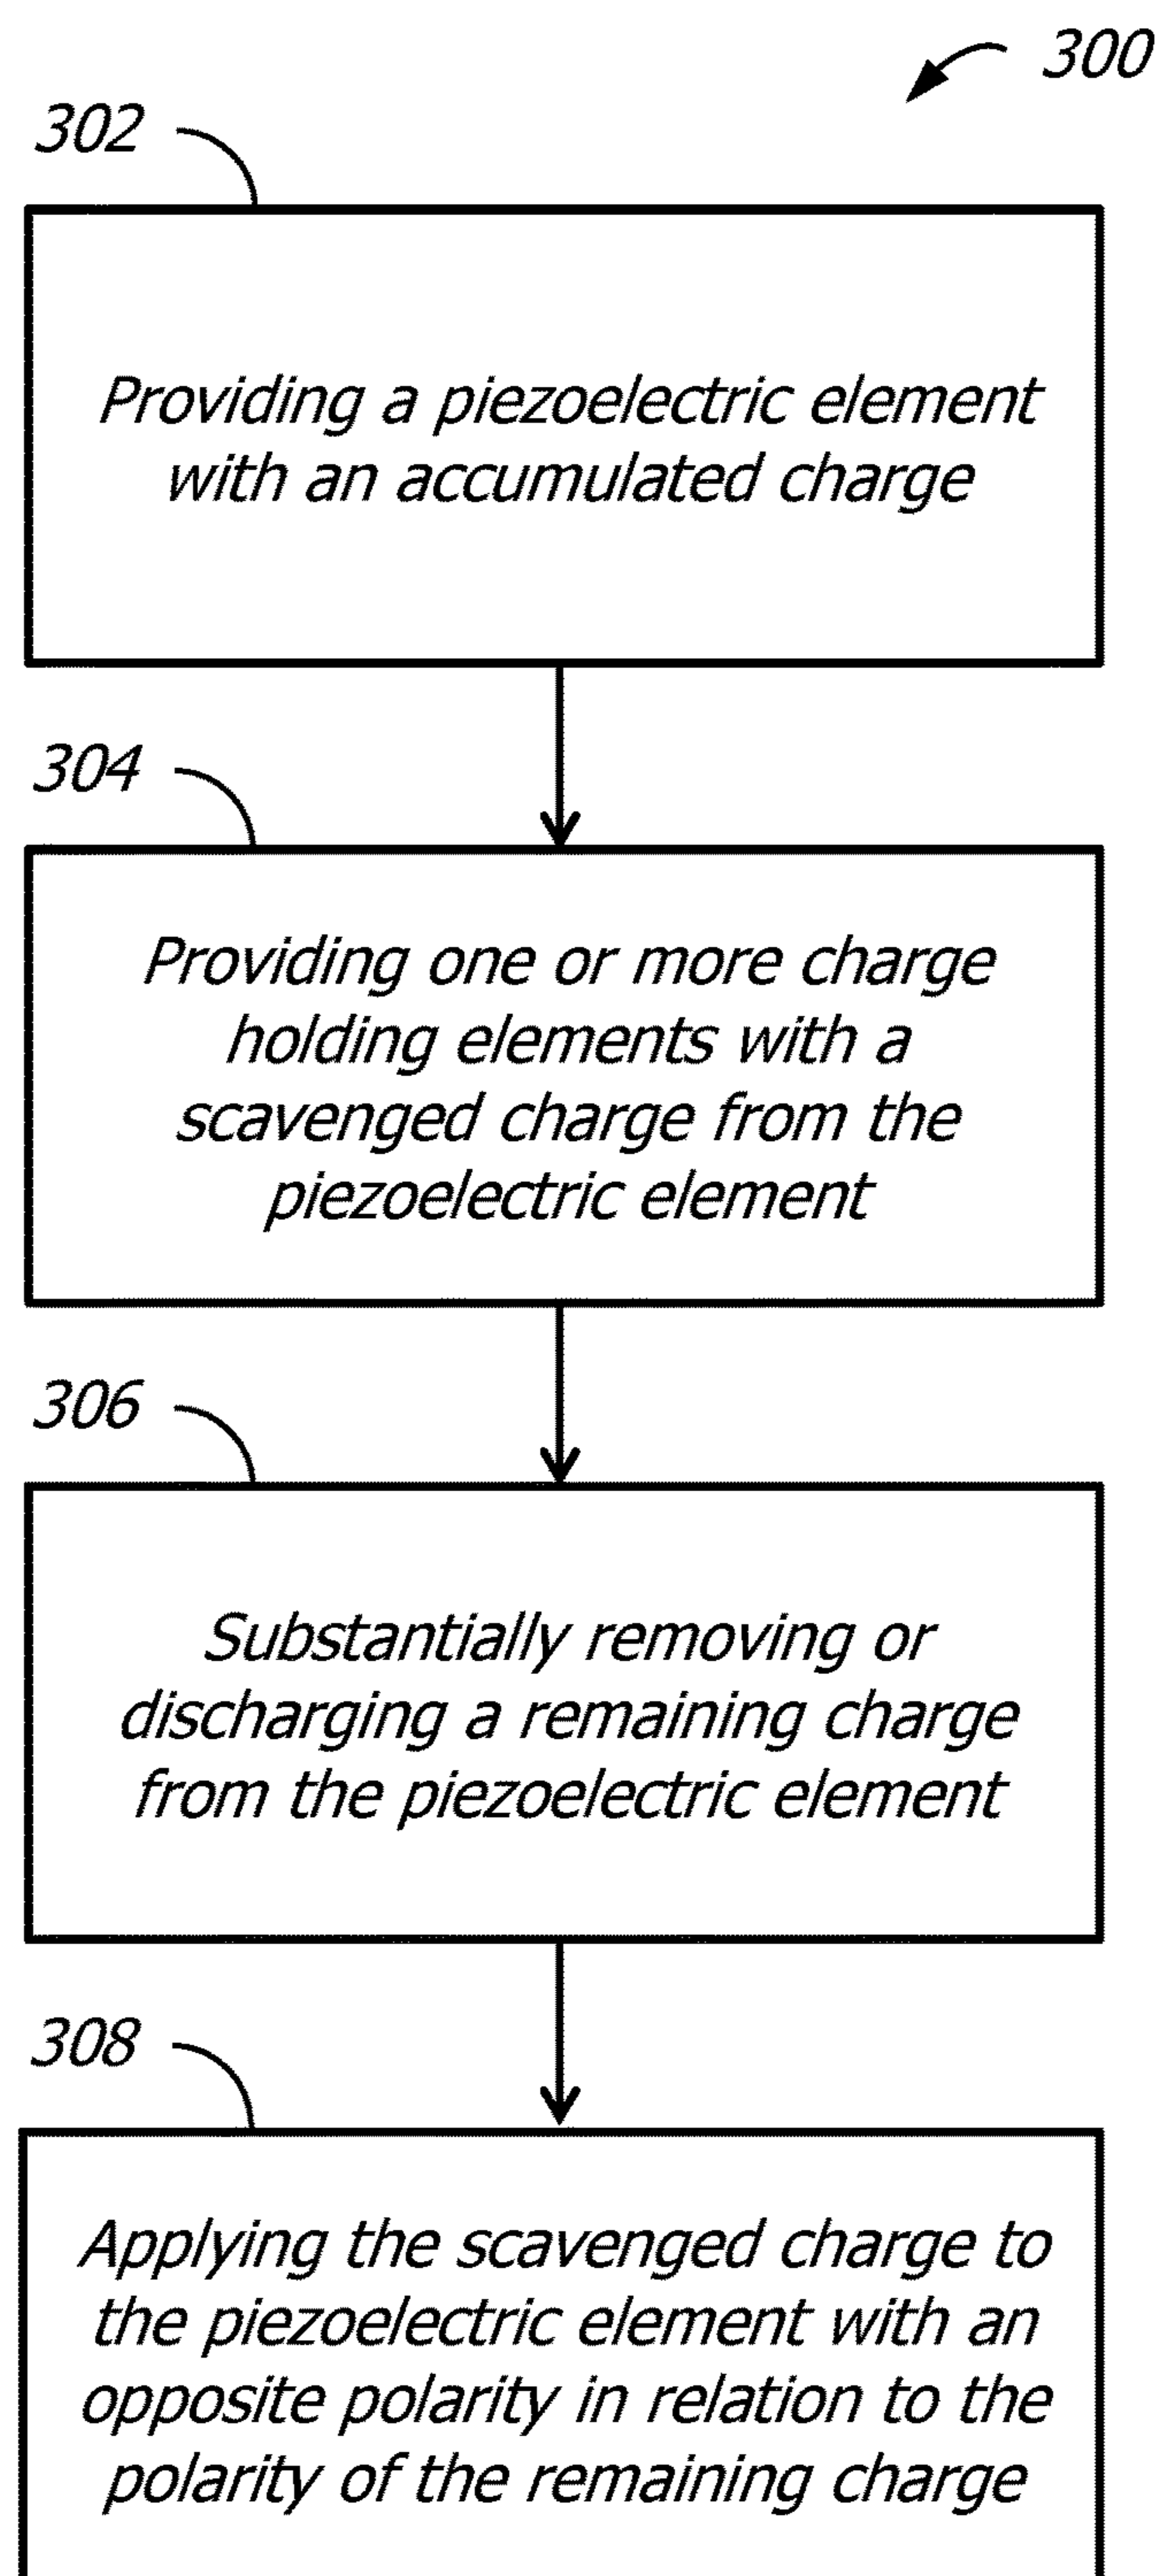 300
302
Providing a piezoelectric element
with an accumulated charge
304
Providing one or more charge
holding elements with a
scavenged charge from the
piezoelectric element
306
Substantially removing or
discharging a remaining charge
from the piezoelectric element
308
Applying the scavenged charge to
the piezoelectric element with an
opposite polarity in relation to the
polarity of the remaining charge